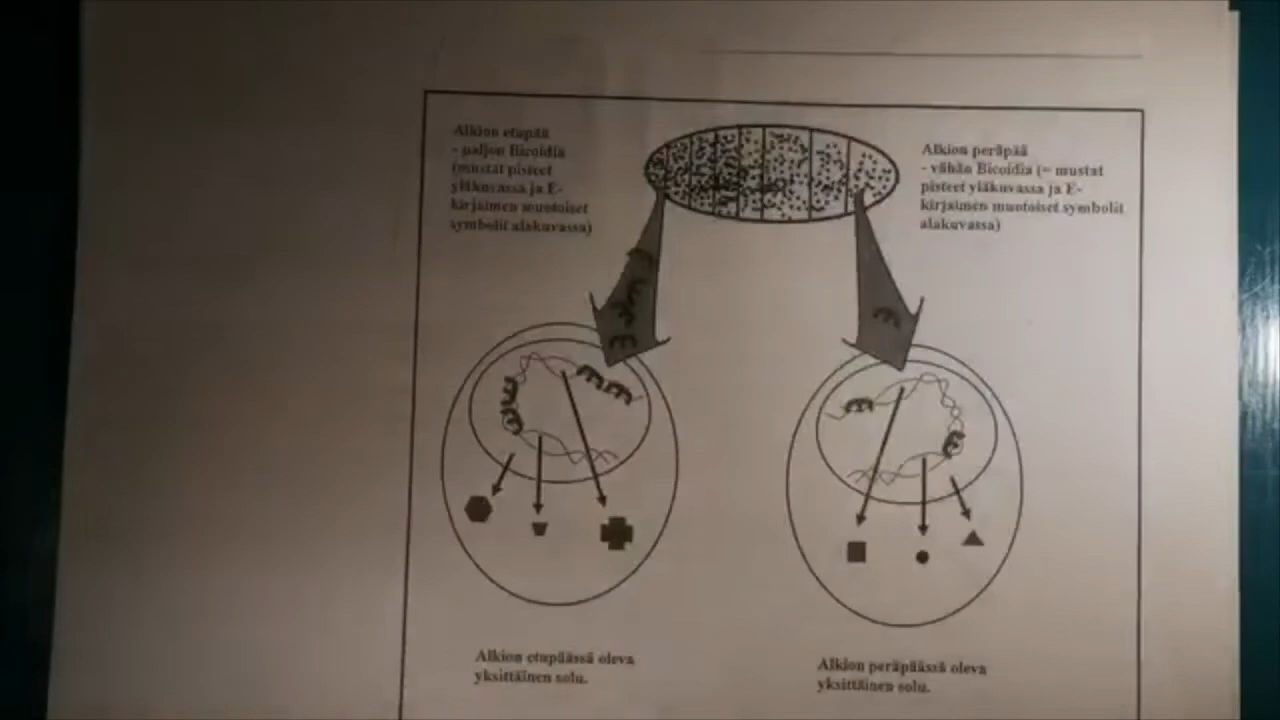 Alkion etupää
- paljon Bicoidia
(mustat pisteet
yläkuvassa ja E-
kirjaimen muotoiset
symbolit alakuvassa)
Alkion peräpää
- vähän Bicoidia (= mustat
pisteet yläkuvassa ja E-
kirjaimen muotoiset symbolit
alakuvassa)
Alkion etupäässä oleva
yksittäinen solu.
Alkion peräpäässä oleva
yksittäinen solu.